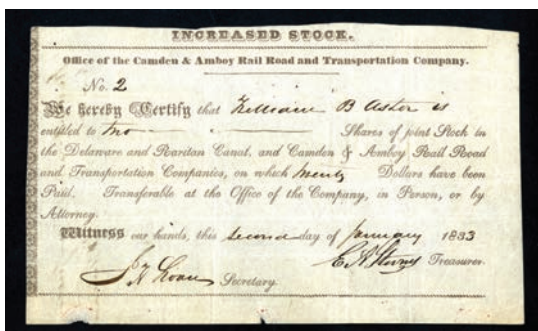 INCREASED STOCK.
Office of the Camden & Amboy Rail Road and Transportation Company.
No. 2
We hereby Certify that William B Astor is
entitled to two Shares of joint Stock in
the Delaware and Raritan Canal, and Camden & Amboy Rail Road
and Transportation Companies, on which Dollars have been
Paid. Transferable at the Office of the Company, in Person, or by
Attorney.
Witness our hands, this second day of January 1833
E A Stevens Treasurer.
Secretary.